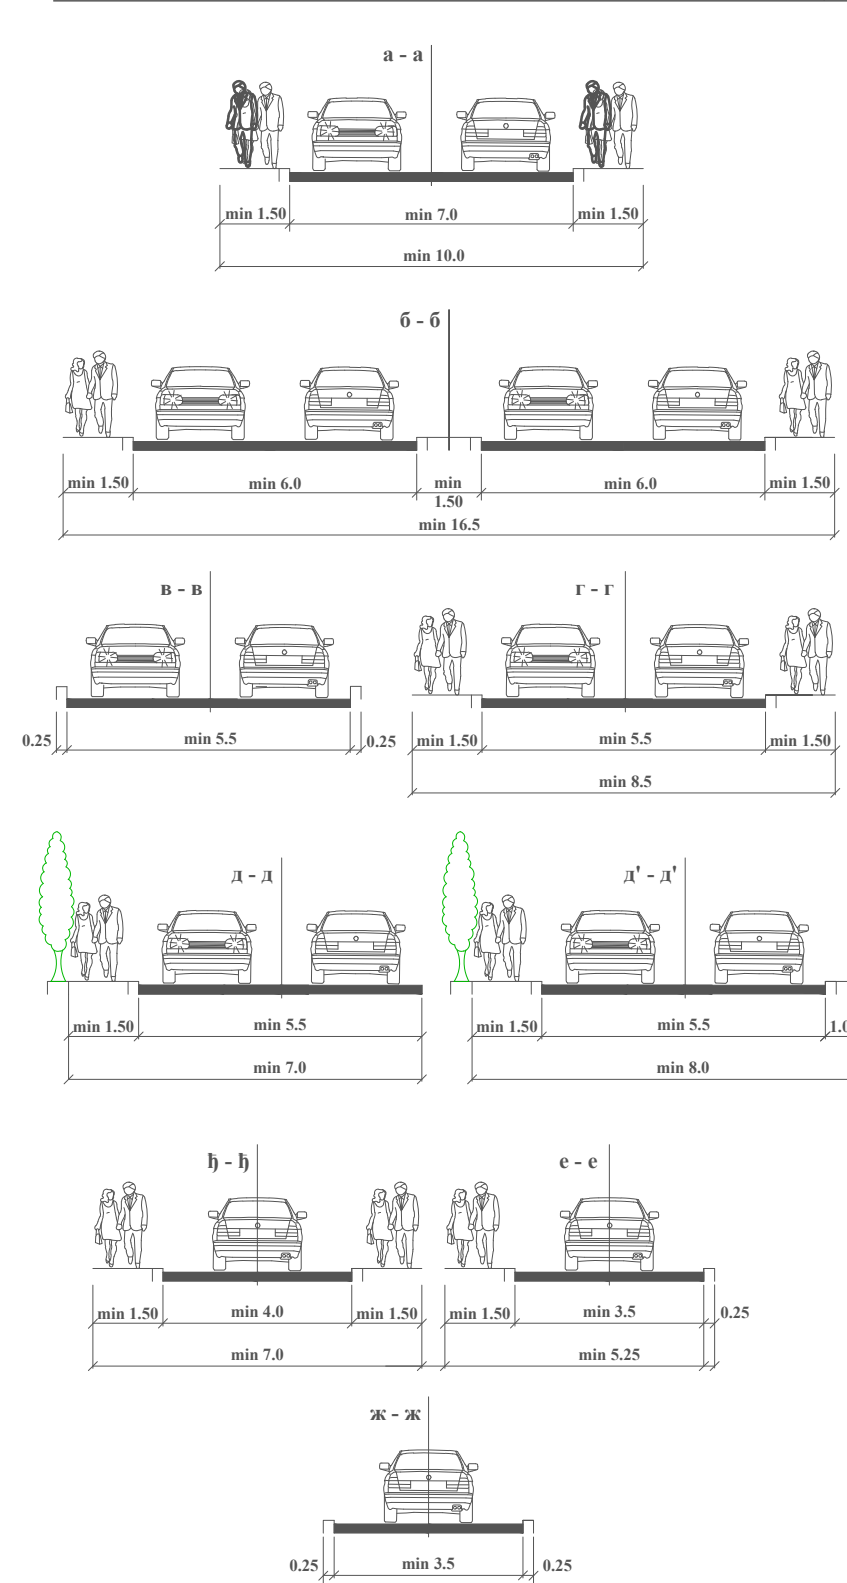 а - а
min 1.50 min 7.0 min 1.50
min 10.0
б - б
min 1.50 min 6.0 min min 6.0 min 1.50
1.50
min 16.5
в - в г - г
0.25 min 5.5 0.25 min 1.50 min 5.5 min 1.50
min 8.5
д - д д' - д'
min 1.50 min 5.5 min 1.50 min 5.5 1.0
min 7.0 min 8.0
ђ - ђ е - е
min 1.50 min 4.0 min 1.50 min 1.50 min 3.5 0.25
min 7.0 min 5.25
ж - ж
0.25 min 3.5 0.25